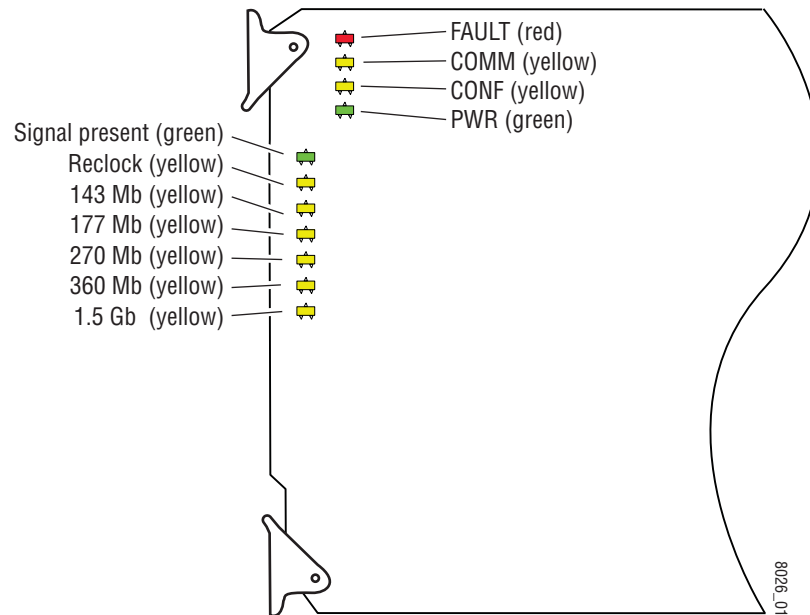 FAULT (red)
COMM (yellow)
CONF (yellow)
PWR (green)
Signal present (green)
Reclock (yellow)
143 Mb (yellow)
177 Mb (yellow)
270 Mb (yellow)
360 Mb (yellow)
1.5 Gb (yellow)
8026_01